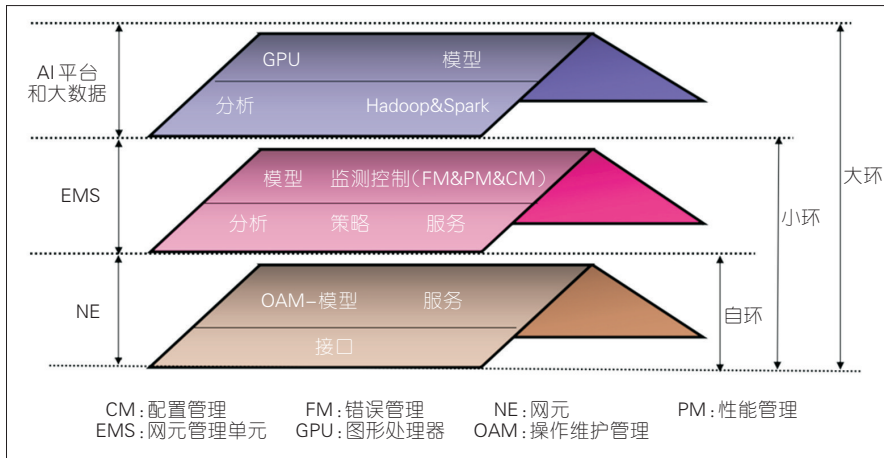 AI平台
和大数据
GPU 模型
分析 Hadoop&Spark
大环
EMS
模型 监测控制(FM&PM&CM)
分析 策略 服务
小环
NE
OAM-模型 服务
接口
自环
CM:配置管理 FM:错误管理 NE:网元 PM:性能管理
EMS:网元管理单元 GPU:图形处理器 OAM:操作维护管理